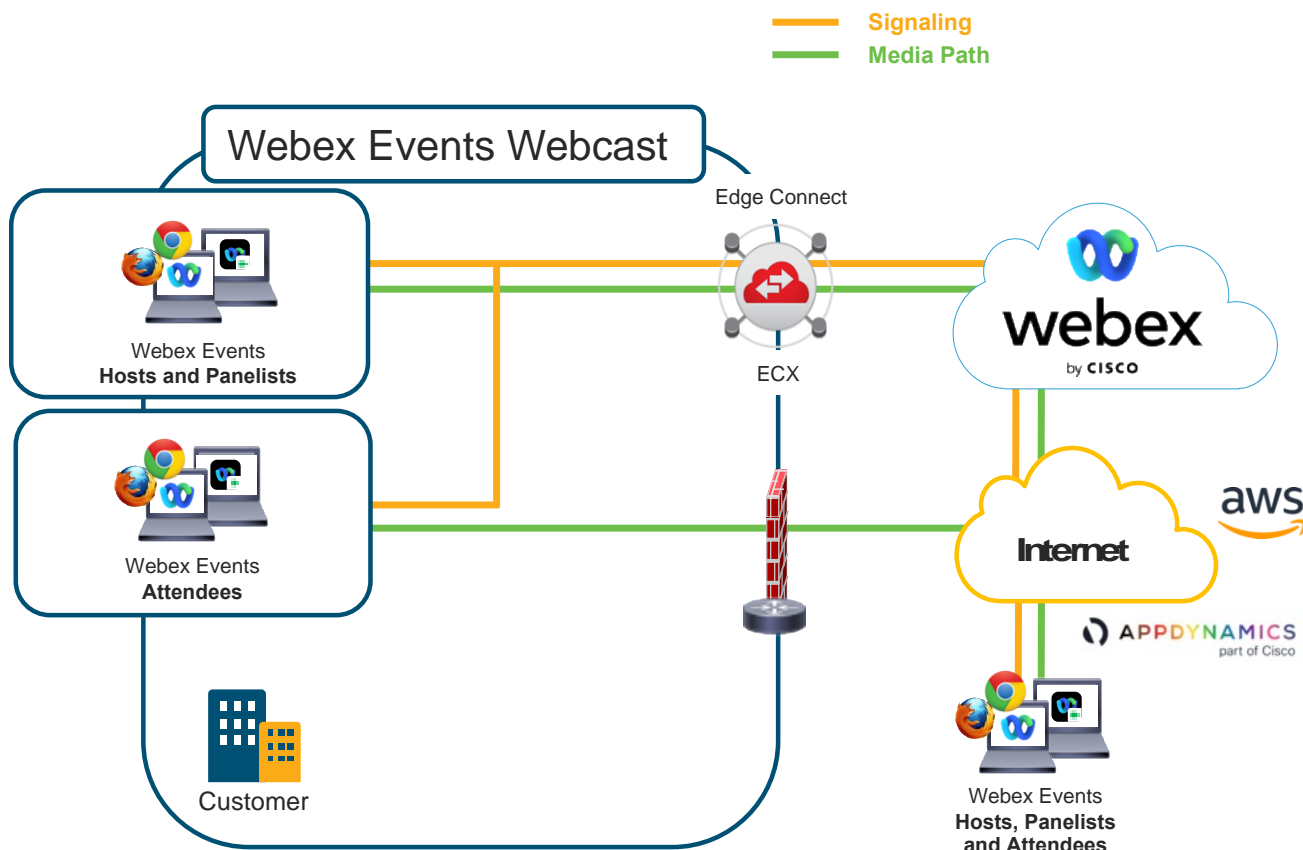 Signaling
Media Path
Webex Events Webcast
Edge Connect
Webex Events
Hosts and Panelists
ECX
webex
by CISCO
Webex Events
Attendees
Internet
aws
APPDYNAMICS
part of Cisco
Customer
Webex Events
Hosts, Panelists
and Attendees